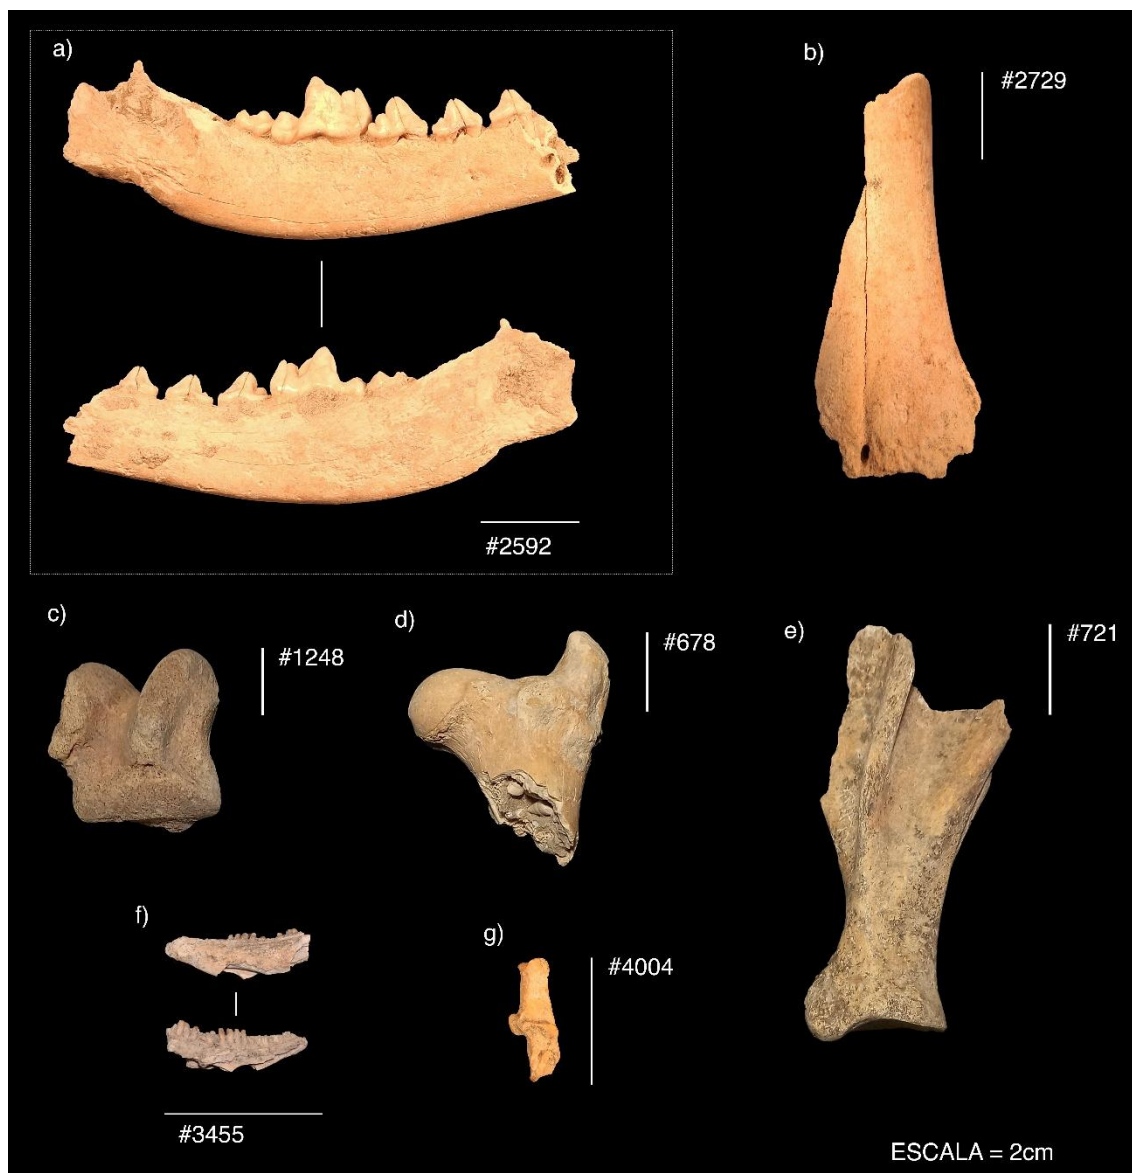 a)
b)
#2729
#2592
c)
#1248
d)
#678
e)
#721
f)
#3455
g)
#4004
ESCALA = 2cm